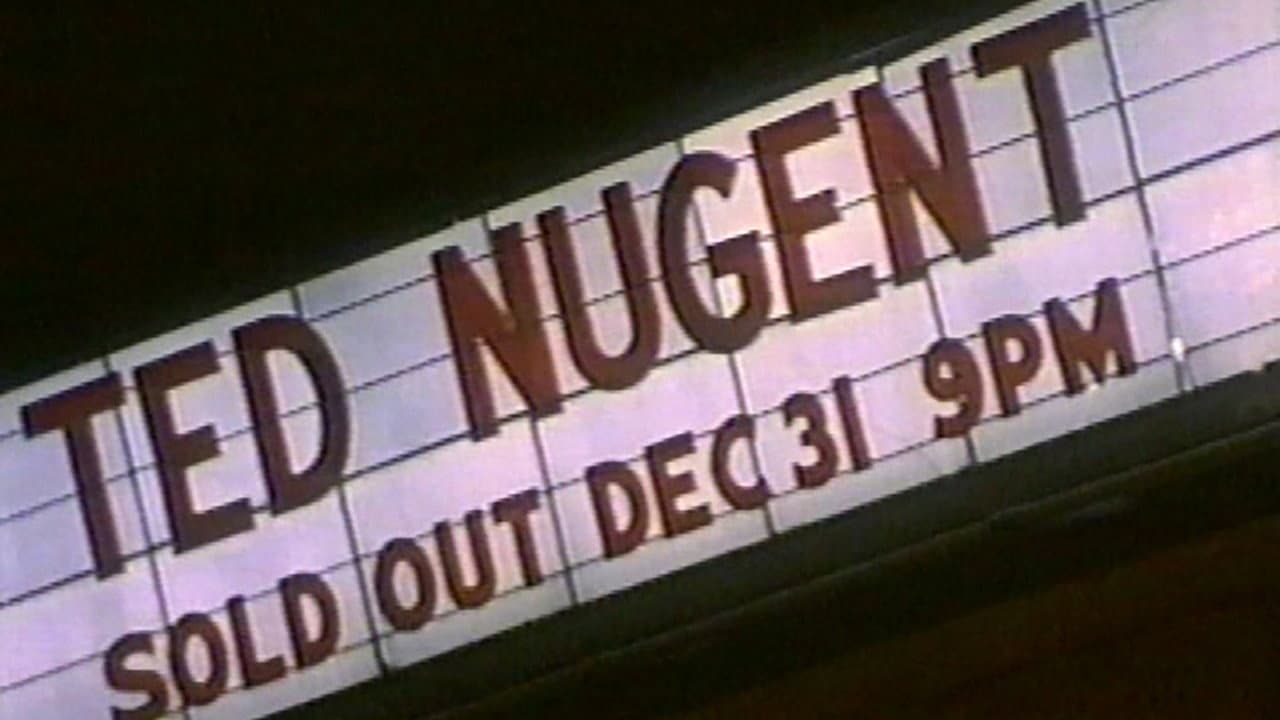 TED NUGENT
SOLD OUT DEC 31 9PM